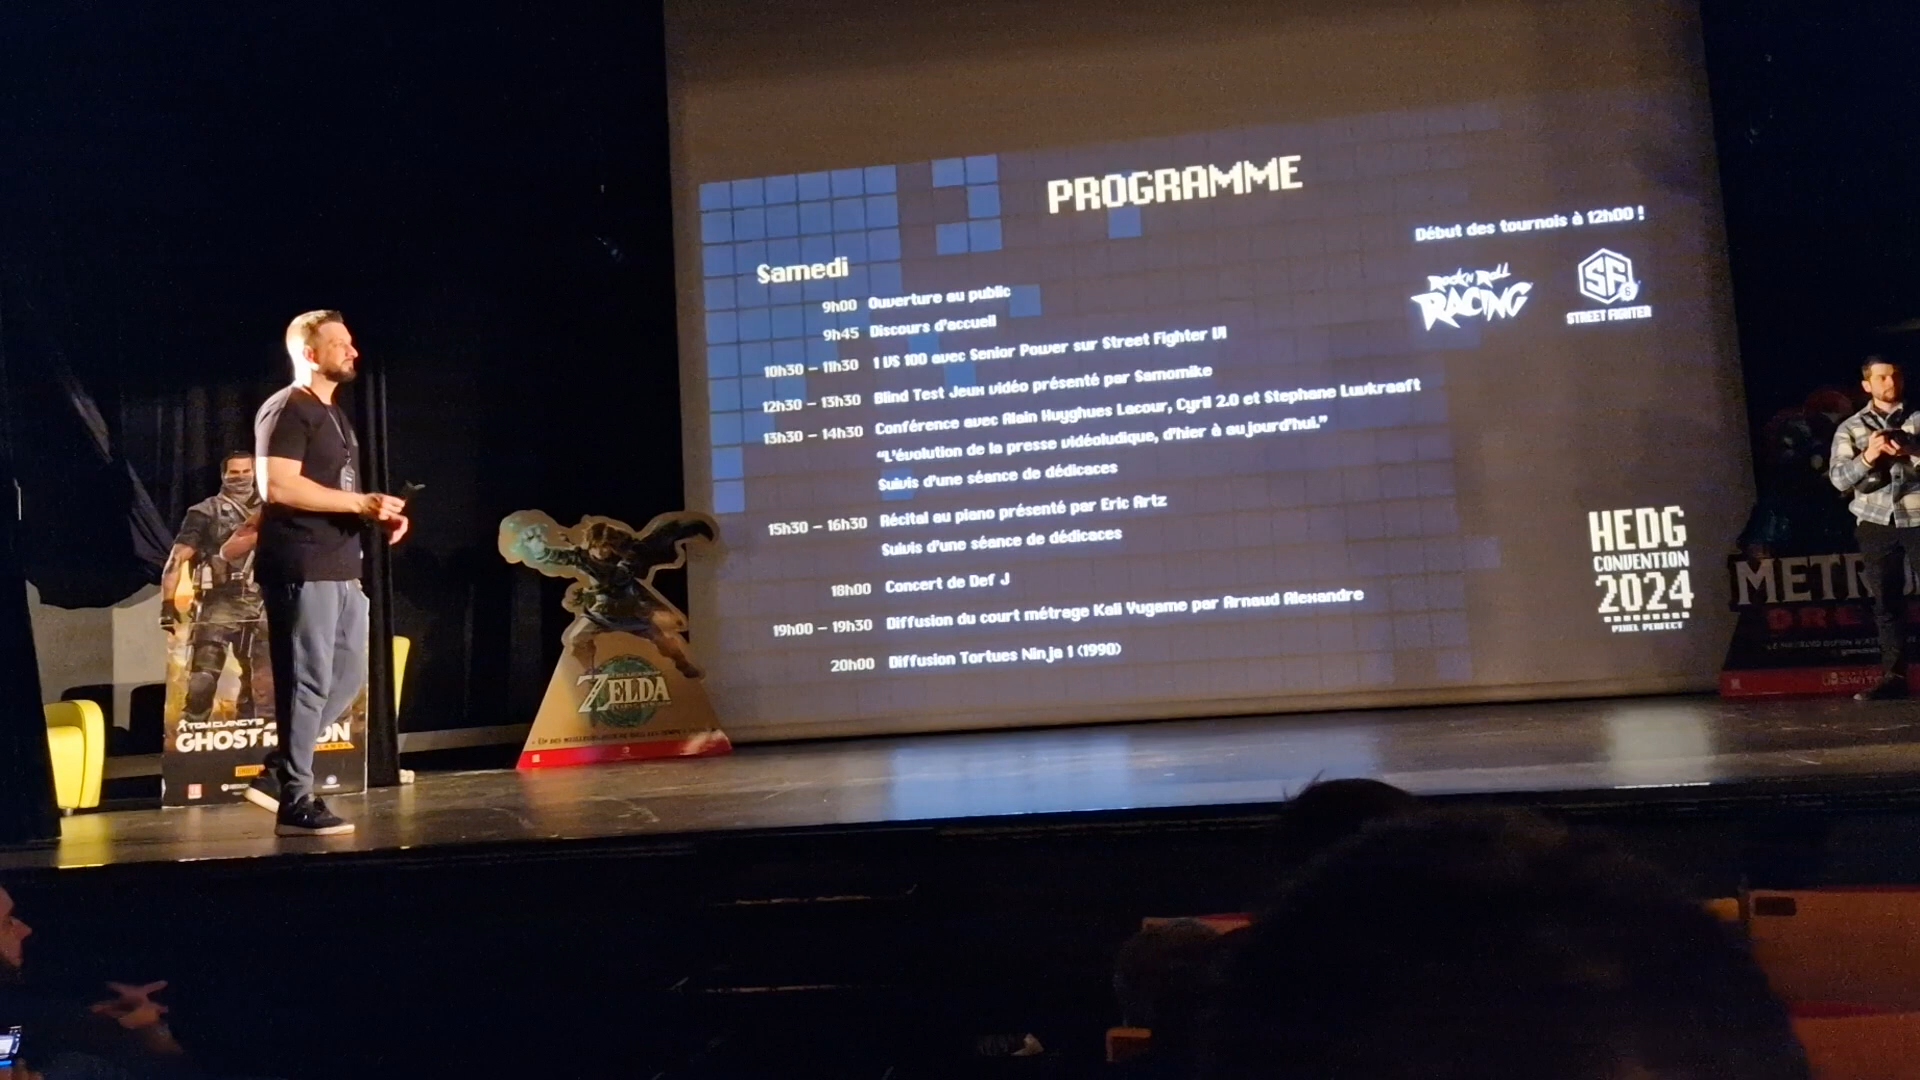 PROGRAMME
Début des tournois à 12h00 !
Rock n Roll
RACING
SF
6
STREET FIGHTER
Samedi
9h00 Ouverture au public
9h45 Discours d'accueil
10h30 – 11h30 1 VS 100 avec Senior Power sur Street Fighter VI
12h30 – 13h30 Blind Test Jeux vidéo présenté par Samomike
13h30 – 14h30 Conférence avec Alain Huyghues Lacour, Cyril 2.0 et Stephane Luvkraaft
"L'évolution de la presse vidéoludique, d'hier à aujourd'hui."
Suivis d'une séance de dédicaces
15h30 – 16h30 Récital au piano présenté par Eric Artz
Suivis d'une séance de dédicaces
18h00 Concert de Def J
19h00 – 19h30 Diffusion du court métrage Kali Yugame par Arnaud Alexandre
20h00 Diffusion Tortues Ninja 1 (1990)
HEDG
CONVENTION
2024
PIXEL PERFECT
TOM CLANCY'S
GHOST
ZELDA
METR
DRE